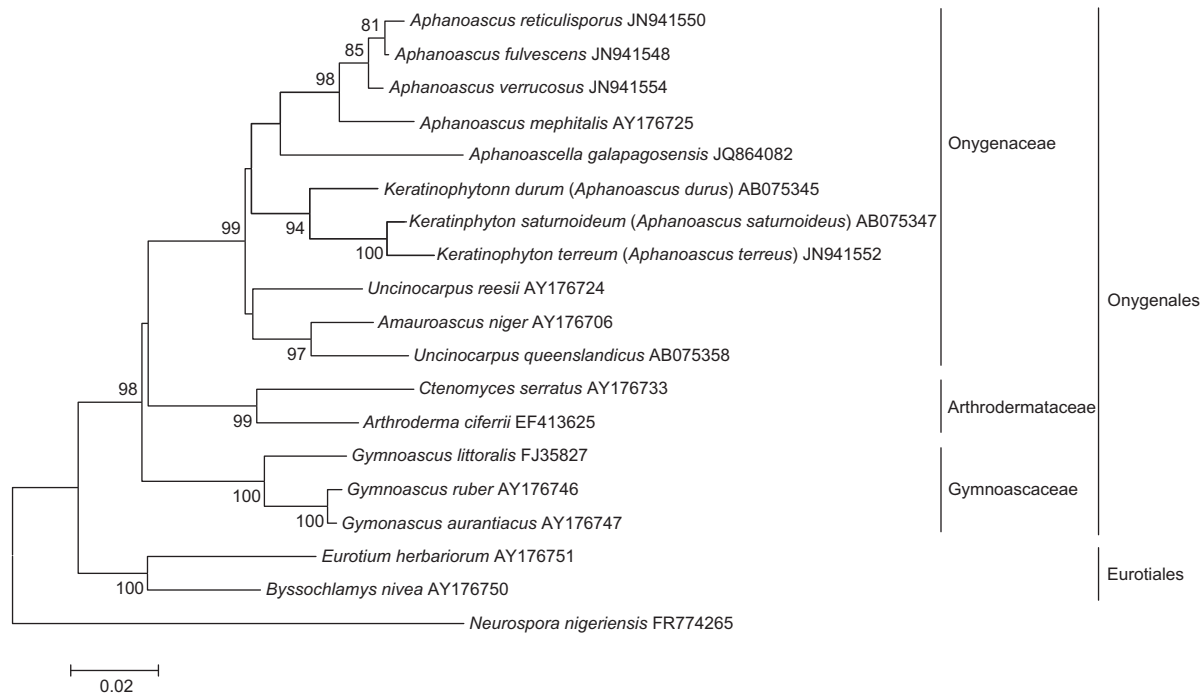 Aphanoascus reticulisporus JN941550
81
Aphanoascus fulvescens JN941548
85
Aphanoascus verrucosus JN941554
98
Aphanoascus mephitalis AY176725
Onygenaceae
Aphanoascella galapagosensis JQ864082
Keratinophytonn durum (Aphanoascus durus) AB075345
Keratinphyton saturnoideum (Aphanoascus saturnoideus) AB075347
99
94
Keratinophyton terreum (Aphanoascus terreus) JN941552
100
Uncinocarpus reesii AY176724
Onygenales
Amauroascus niger AY176706
Uncinocarpus queenslandicus AB075358
97
Ctenomyces serratus AY176733
98
Arthrodermataceae
Arthroderma ciferrii EF413625
99
Gymnoascus littoralis FJ35827
Gymnoascus ruber AY176746
Gymnoascaceae
100
Gymonascus aurantiacus AY176747
100
Eurotium herbariorum AY176751
Eurotiales
Byssochlamys nivea AY176750
100
Neurospora nigeriensis FR774265
0.02